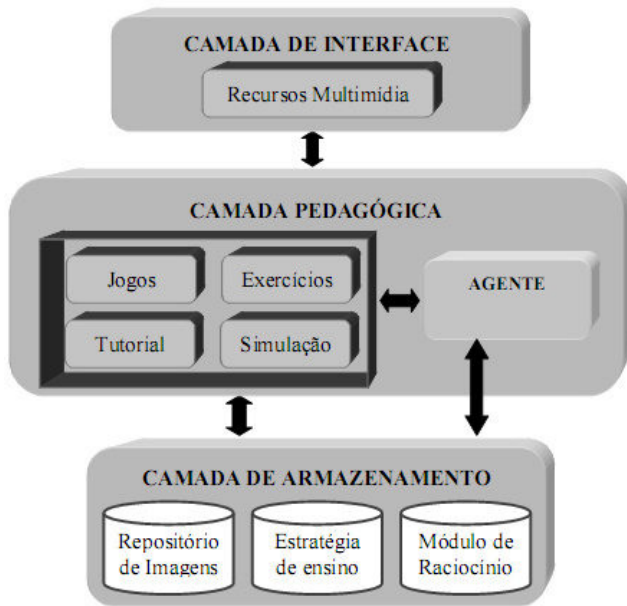 CAMADA DE INTERFACE
Recursos Multimídia
CAMADA PEDAGÓGICA
Jogos
Exercícios
AGENTE
Tutorial
Simulação
CAMADA DE ARMAZENAMENTO
Repositório
de Imagens
Estratégia
de ensino
Módulo de
Raciocínio